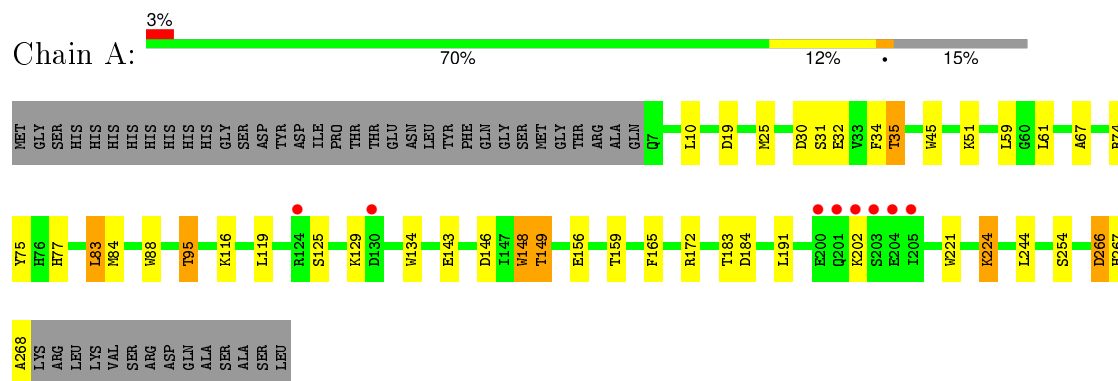 3%
Chain A:
70% 12% • 15%
MET GLY SER HIS HIS HIS HIS HIS HIS HIS HIS HIS HIS GLY SER ASP TYR ASP ILE PRO THR THR GLU ASN LEU TYR PHE GLN GLY SER MET GLY THR ARG ALA GLN Q7 L10 D19 M25 D30 S31 E32 V33 F34 T35 W45 K51 L59 G60 L61 A67
Y75 H76 H77 L83 M84 W88 T95 K116 L119 R124 S125 K129 D130 W134 E143 D146 I147 W148 T149 E156 T159 F165 R172 T183 D184 L191 E200 Q201 K202 S203 E204 I205 W221 K224 L244 S254 D266 H267
A268 LYS ARG LEU LYS VAL SER ARG ASP GLN ALA SER ALA SER LEU